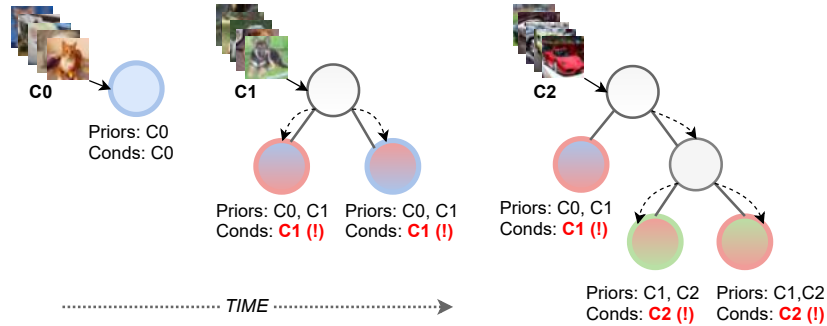 C0
Priors: C0
Conds: C0
C1
Priors: C0, C1
Conds: C1 (!)
Priors: C0, C1
Conds: C1 (!)
C2
Priors: C0, C1
Conds: C1 (!)
Priors: C1, C2
Conds: C2 (!)
Priors: C1,C2
Conds: C2 (!)
TIME